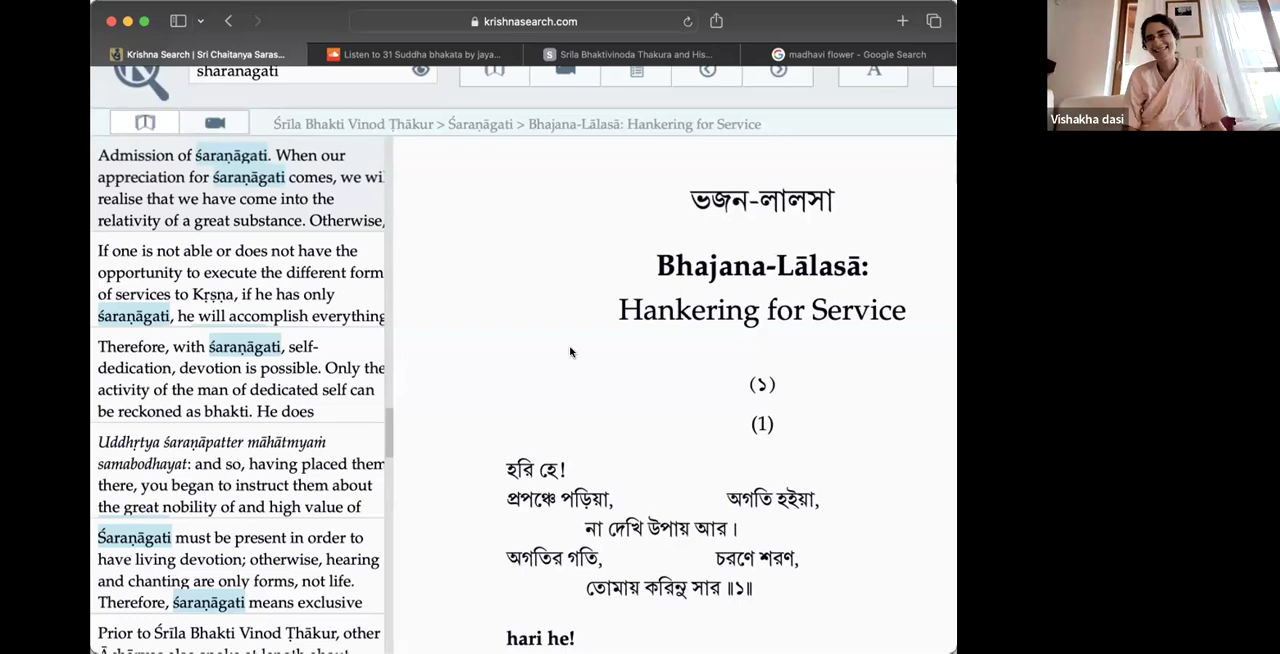 krishnasearch.com
Krishna Search | Sri Chaitanya Saras...
Listen to 31 Suddha bhakata by jaya...
S
Srila Bhaktivinoda Thakura and His...
madhavi flower - Google Search
sharanagati
A
Śrīla Bhakti Vinod Ṭhākur > Śaraṇāgati > Bhajana-Lālasā: Hankering for Service
Admission of śaraṇāgati. When our
appreciation for śaraṇāgati comes, we wi
realise that we have come into the
relativity of a great substance. Otherwise,
If one is not able or does not have the
opportunity to execute the different form
of services to Kṛṣṇa, if he has only
śaraṇāgati, he will accomplish everything
Therefore, with śaraṇāgati, self-
dedication, devotion is possible. Only the
activity of the man of dedicated self can
be reckoned as bhakti. He does
Uddhṛtya śaraṇāpatter māhātmyaṁ
samabodhayat: and so, having placed them
there, you began to instruct them about
the great nobility of and high value of
Śaraṇāgati must be present in order to
have living devotion; otherwise, hearing
and chanting are only forms, not life.
Therefore, śaraṇāgati means exclusive
Prior to Śrīla Bhakti Vinod Ṭhākur, other
ভজন-লালসা
Bhajana-Lālasā:
Hankering for Service
(১)
(1)
হরি হে!
প্রপঞ্চে পড়িয়া, অগতি হইয়া,
না দেখি উপায় আর।
অগতির গতি, চরণে শরণ,
তোমায় করিনু সার ॥১॥
hari he!
Vishakha dasi